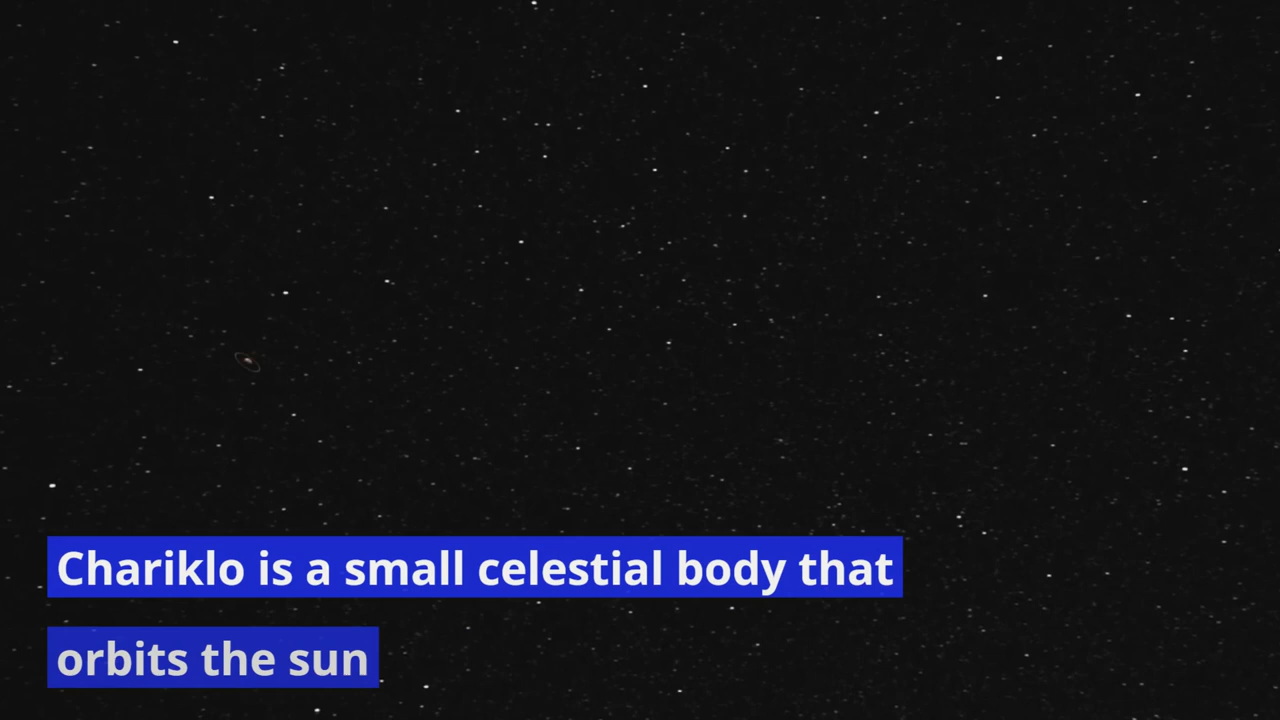 Chariklo is a small celestial body that
orbits the sun